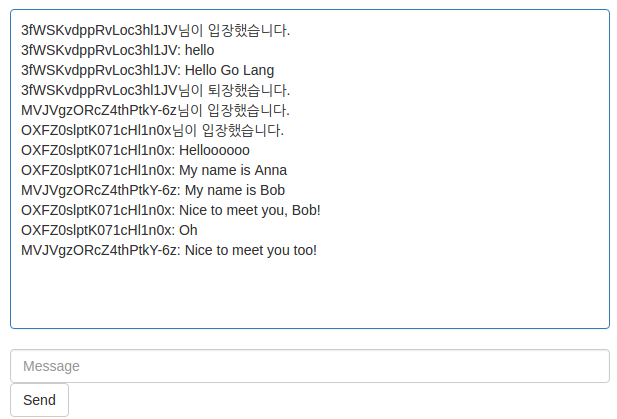 3fWSKvdppRvLoc3hl1JV님이 입장했습니다.
3fWSKvdppRvLoc3hl1JV: hello
3fWSKvdppRvLoc3hl1JV: Hello Go Lang
3fWSKvdppRvLoc3hl1JV님이 퇴장했습니다.
MVJVgzORcZ4thPtkY-6z님이 입장했습니다.
OXFZ0slptK071cHl1n0x님이 입장했습니다.
OXFZ0slptK071cHl1n0x: Helloooooo
OXFZ0slptK071cHl1n0x: My name is Anna
MVJVgzORcZ4thPtkY-6z: My name is Bob
OXFZ0slptK071cHl1n0x: Nice to meet you, Bob!
OXFZ0slptK071cHl1n0x: Oh
MVJVgzORcZ4thPtkY-6z: Nice to meet you too!
Message
Send